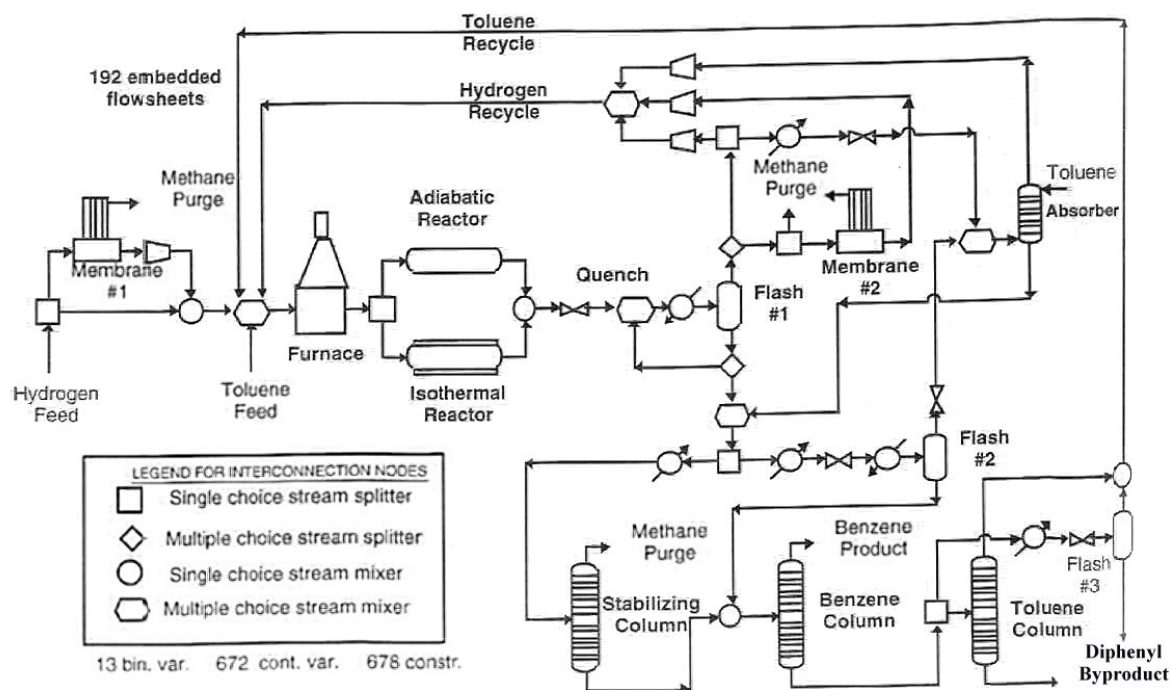 Toluene
Recycle
192 embedded
flowsheets
Hydrogen
Recycle
Methane
Purge
Adiabatic
Reactor
Methane
Purge
Toluene
Absorber
Membrane
#1
Quench
Membrane
#2
Flash
#1
Furnace
Hydrogen
Feed
Toluene
Feed
Isothermal
Reactor
Flash
#2
LEGEND FOR INTERCONNECTION NODES
Single choice stream splitter
Multiple choice stream splitter
Single choice stream mixer
Multiple choice stream mixer
Methane
Purge
Benzene
Product
Flash
#3
Stabilizing
Column
Benzene
Column
Toluene
Column
Diphenyl
Byproduct
13 bin. var. 672 cont. var. 678 constr.